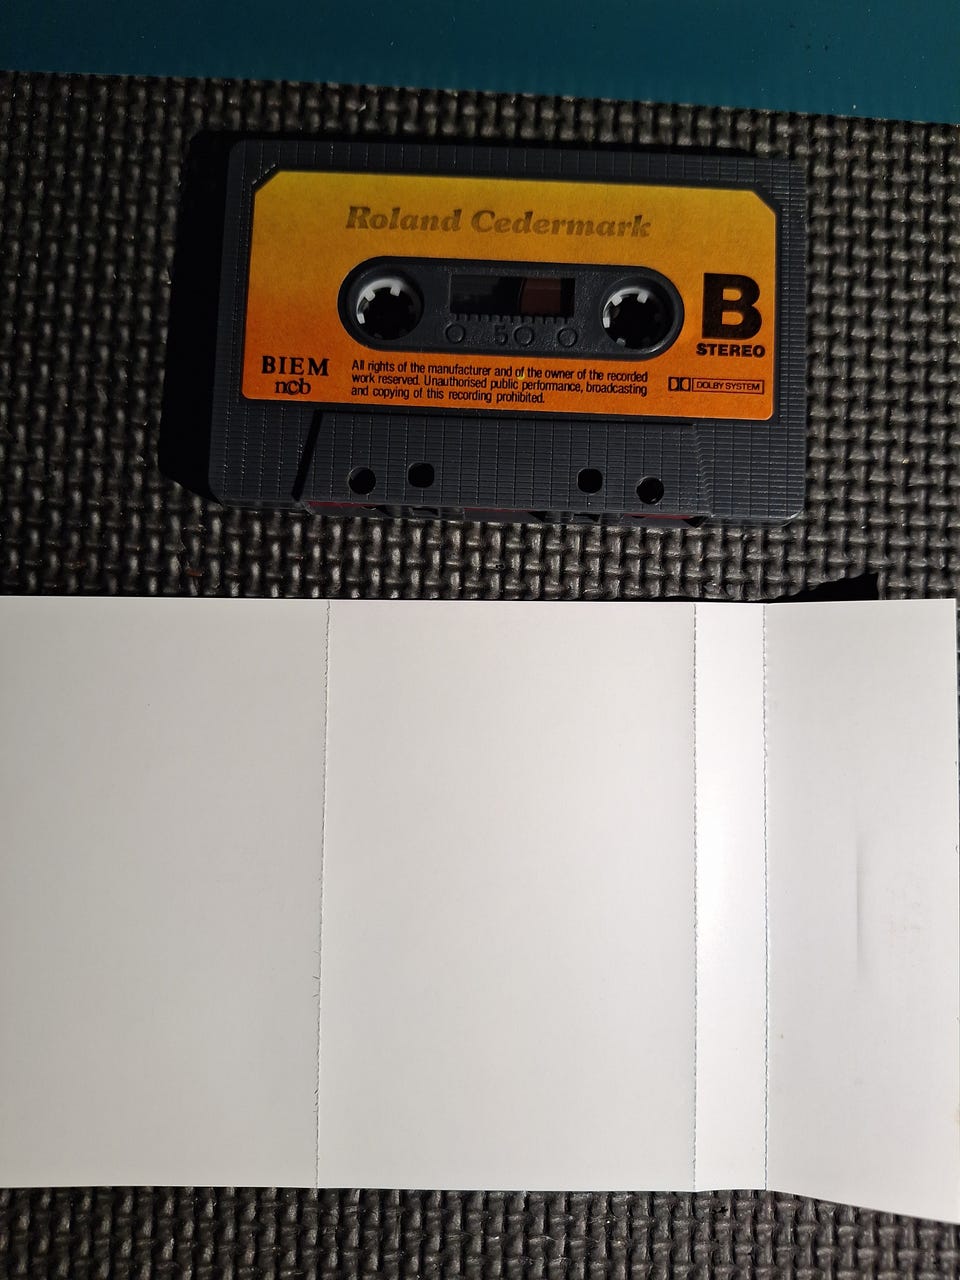 Roland Cedermark
B
STEREO
50
BIEM
ncb
All rights of the manufacturer and of the owner of the recorded
work reserved. Unauthorised public performance, broadcasting
and copying of this recording prohibited.
DOLBY SYSTEM